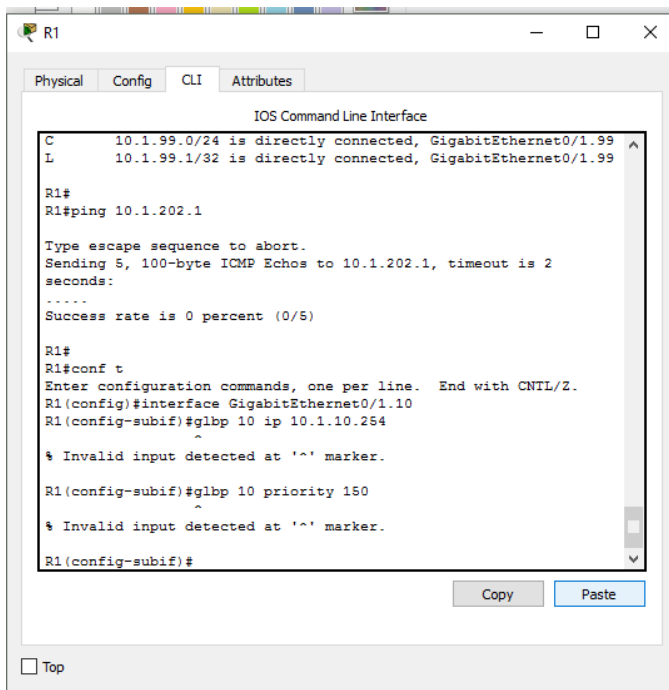 R1
Physical Config CLI Attributes
IOS Command Line Interface
C 10.1.99.0/24 is directly connected, GigabitEthernet0/1.99
L 10.1.99.1/32 is directly connected, GigabitEthernet0/1.99
R1#
R1#ping 10.1.202.1
Type escape sequence to abort.
Sending 5, 100-byte ICMP Echos to 10.1.202.1, timeout is 2
seconds:
.....
Success rate is 0 percent (0/5)
R1#
R1#conf t
Enter configuration commands, one per line. End with CNTL/Z.
R1(config)#interface GigabitEthernet0/1.10
R1(config-subif)#glbp 10 ip 10.1.10.254
^
% Invalid input detected at '^' marker.
R1(config-subif)#glbp 10 priority 150
^
% Invalid input detected at '^' marker.
R1(config-subif)#
Copy Paste
Top